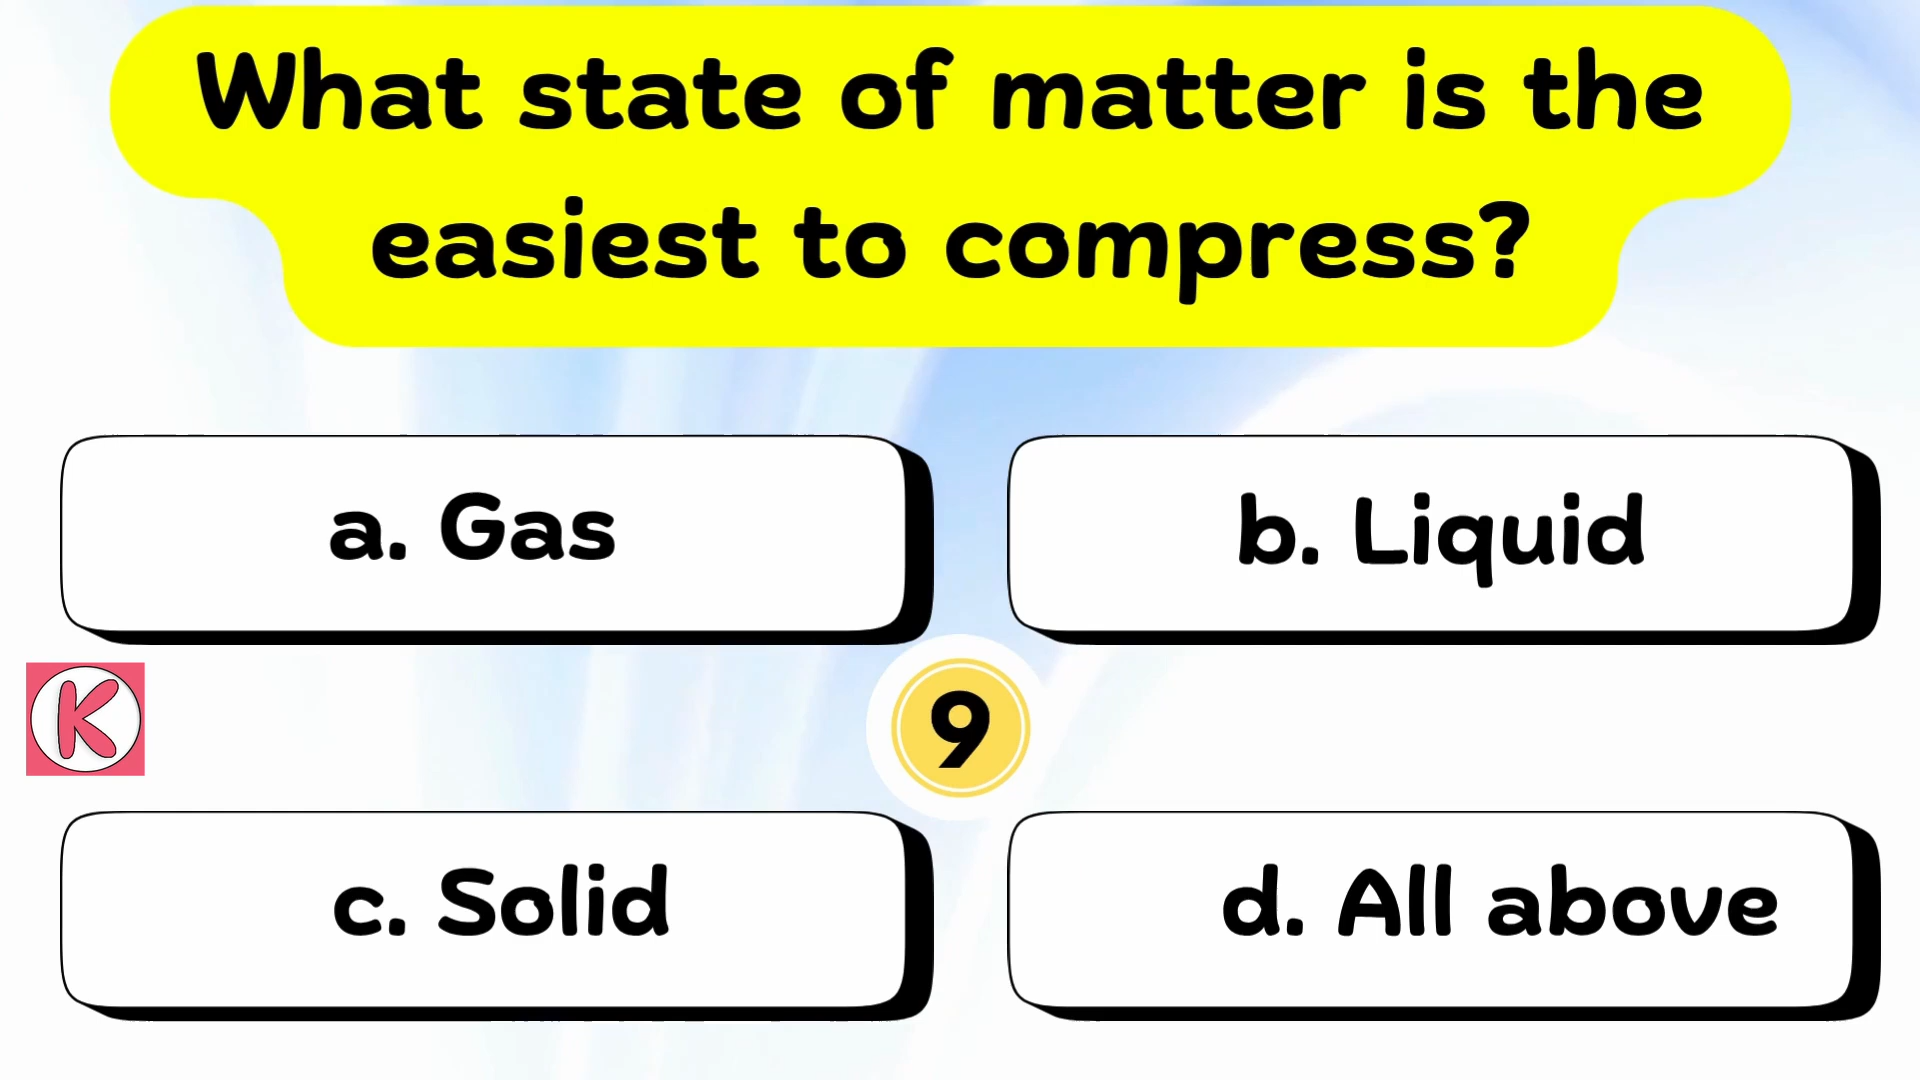 What state of matter is the
easiest to compress?
a. Gas
b. Liquid
K
9
c. Solid
d. All above